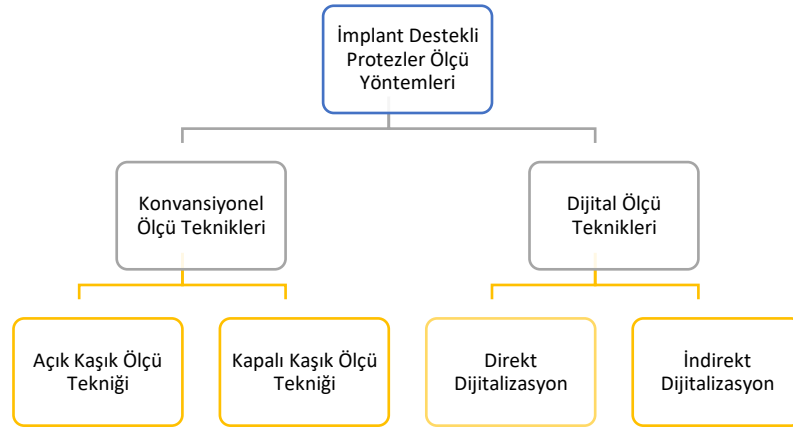 İmplant Destekli
Protezler Ölçü
Yöntemleri
Konvansiyonel
Ölçü Teknikleri
Dijital Ölçü
Teknikleri
Açık Kaşık Ölçü
Tekniği
Kapalı Kaşık Ölçü
Tekniği
Direkt
Dijitalizasyon
İndirekt
Dijitalizasyon